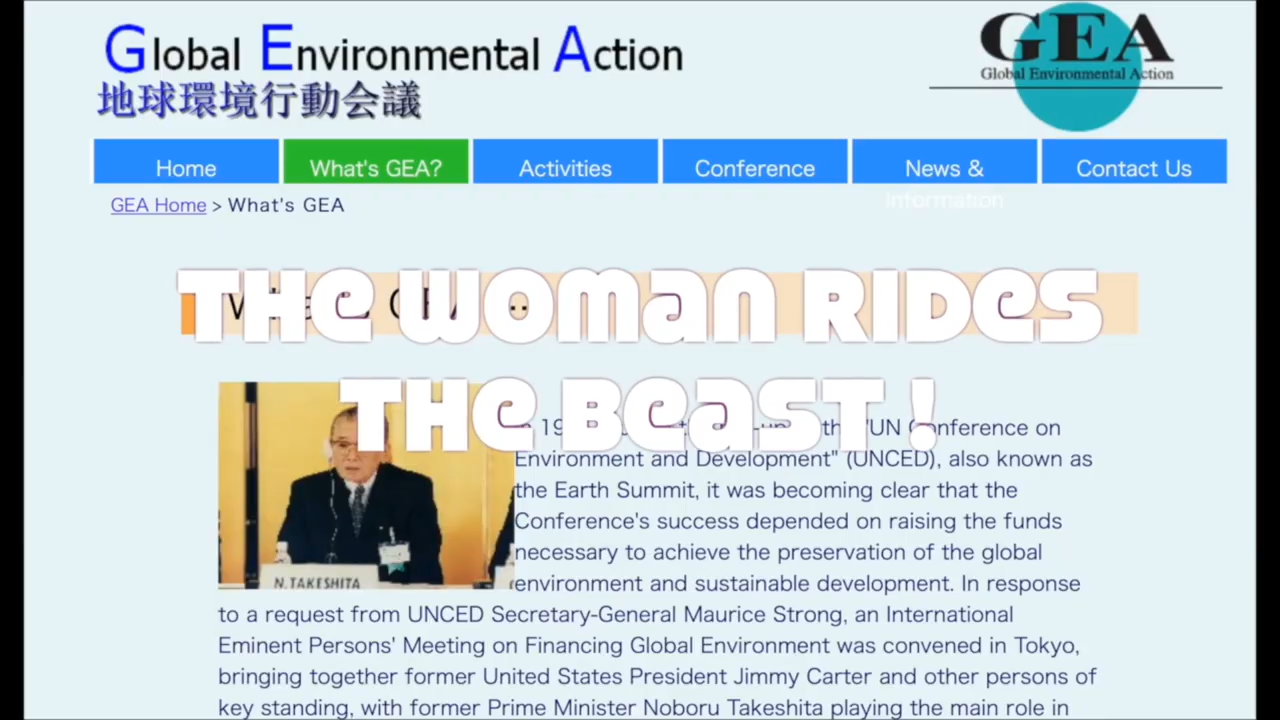 Global Environmental Action
地球環境行動会議
GEA
Global Environmental Action
Home
What's GEA?
Activities
Conference
News &
Information
Contact Us
GEA Home > What's GEA
THE WOMAN RIDES
THE BEAST !
N.TAKESHITA
the "UN Conference on
Environment and Development" (UNCED), also known as
the Earth Summit, it was becoming clear that the
Conference's success depended on raising the funds
necessary to achieve the preservation of the global
environment and sustainable development. In response
to a request from UNCED Secretary-General Maurice Strong, an International
Eminent Persons' Meeting on Financing Global Environment was convened in Tokyo,
bringing together former United States President Jimmy Carter and other persons of
key standing, with former Prime Minister Noboru Takeshita playing the main role in